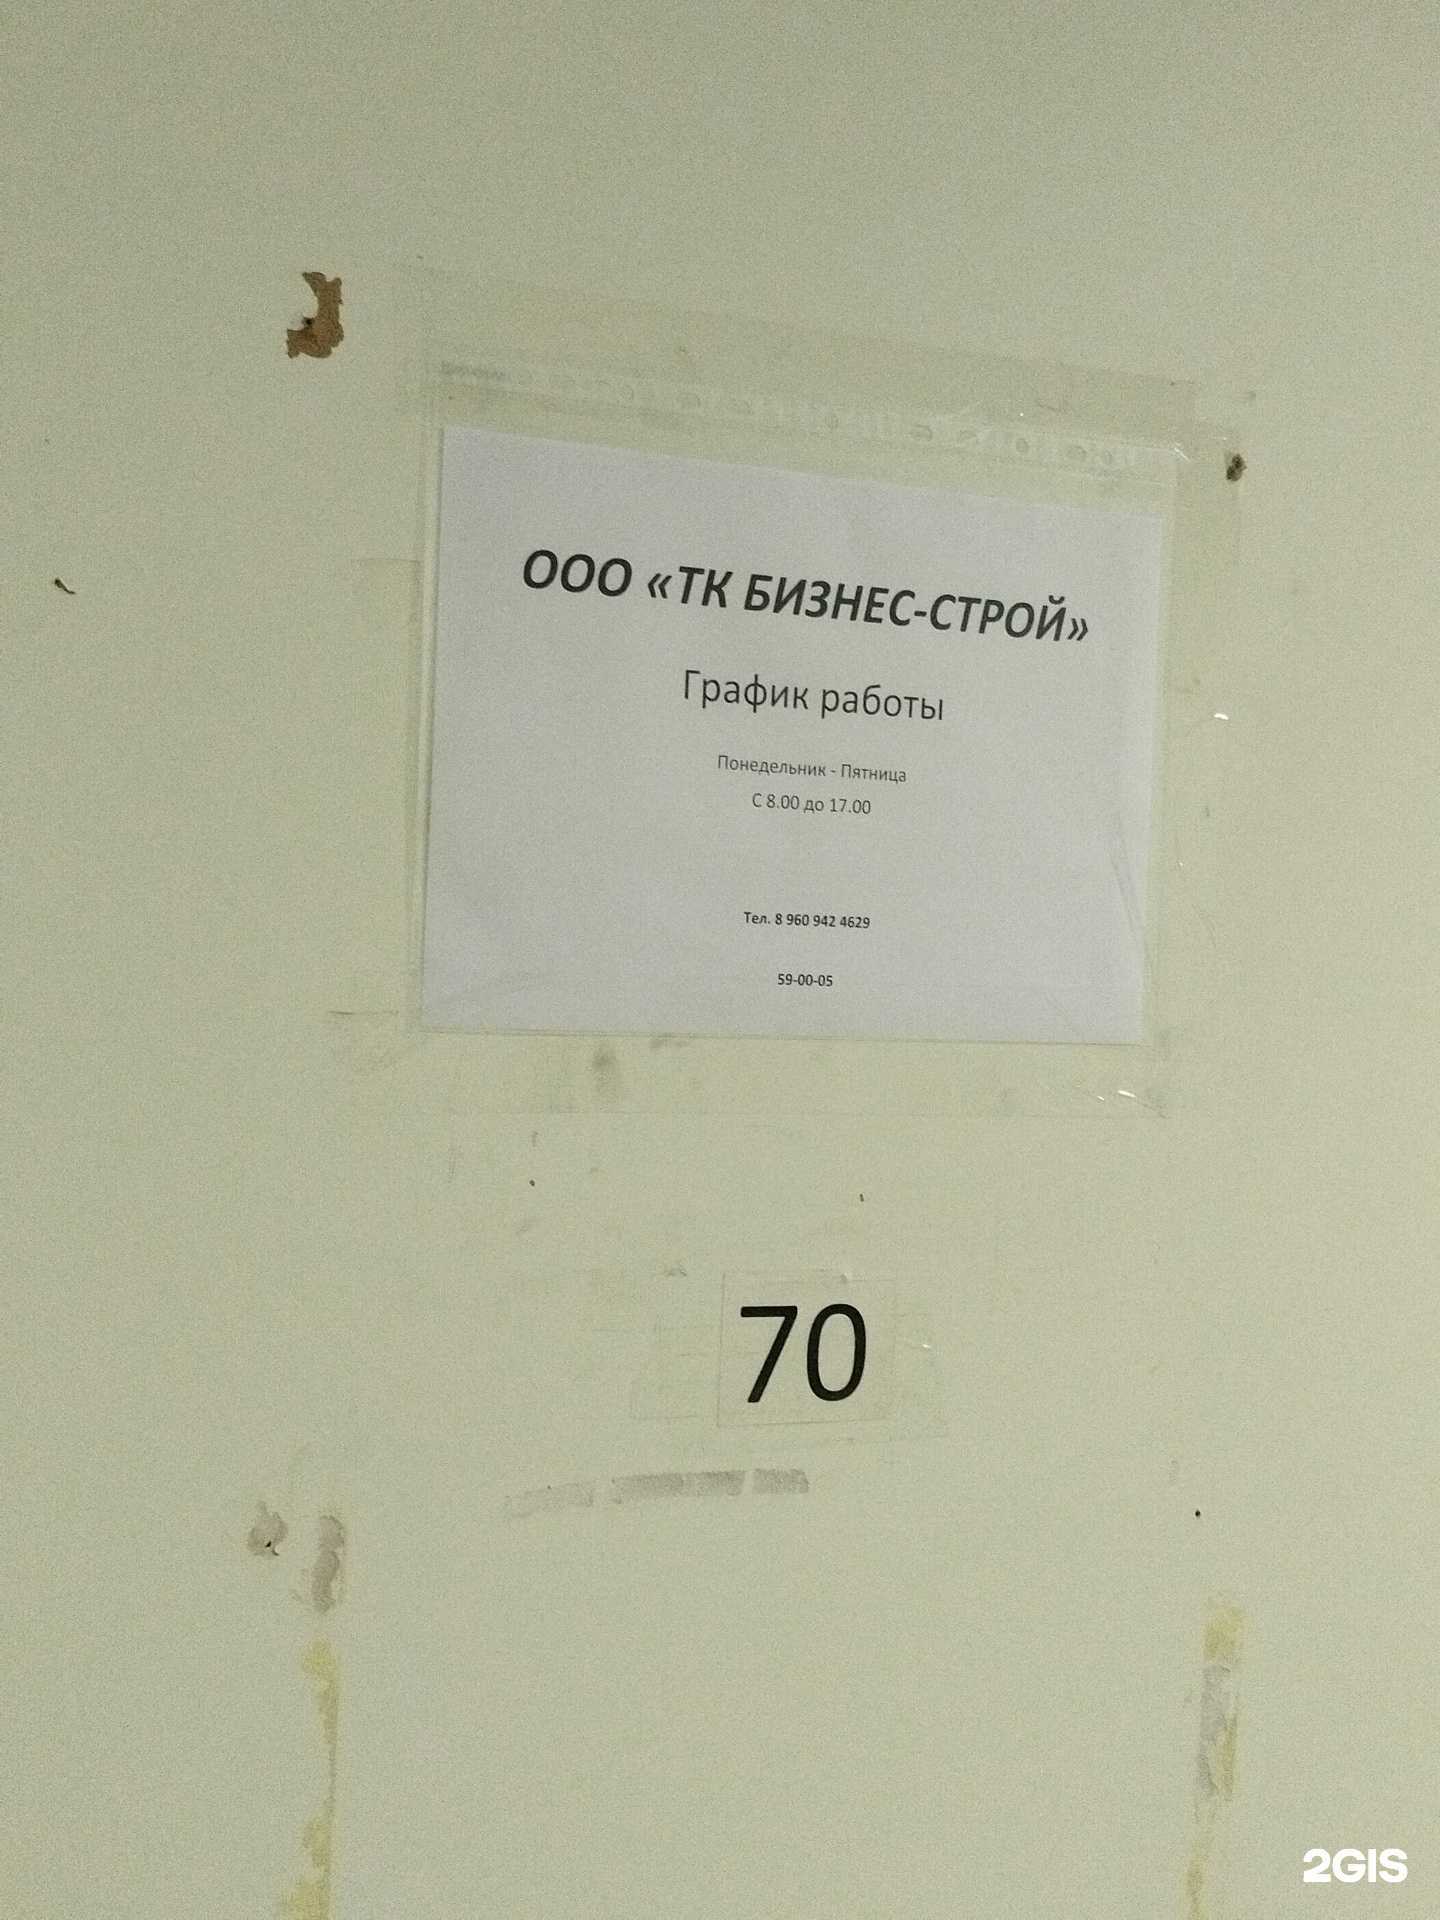 ООО «ТК БИЗНЕС-СТРОЙ»
График работы
Понедельник - Пятница
С 8.00 до 17.00
Тел. 8 960 942 4629
59-00-05
70
2GIS